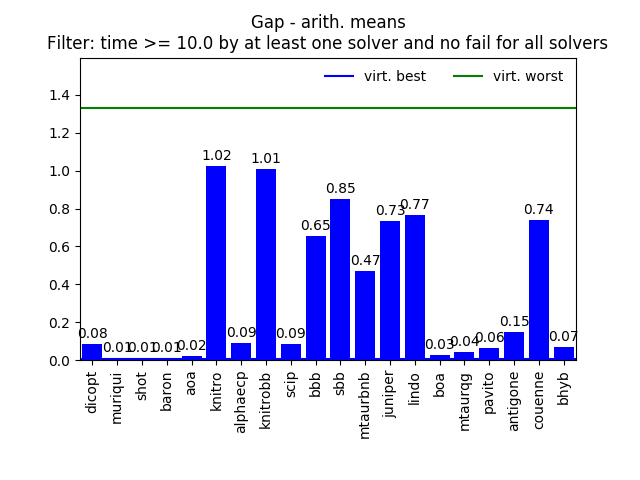 Gap - arith. means
Filter: time >= 10.0 by at least one solver and no fail for all solvers
virt. best
virt. worst
1.4
1.2
1.0
0.8
0.6
0.4
0.2
0.0
0.08
0.01
0.01
0.01
0.02
1.02
0.09
1.01
0.09
0.65
0.85
0.47
0.73
0.77
0.03
0.04
0.06
0.15
0.74
0.07
dicopt
muriqui
shot
baron
aoa
knitro
alphaecp
knitrobb
scip
bbb
sbb
mtaurbnb
juniper
lindo
boa
mtaurqg
pavito
antigone
couenne
bhyb